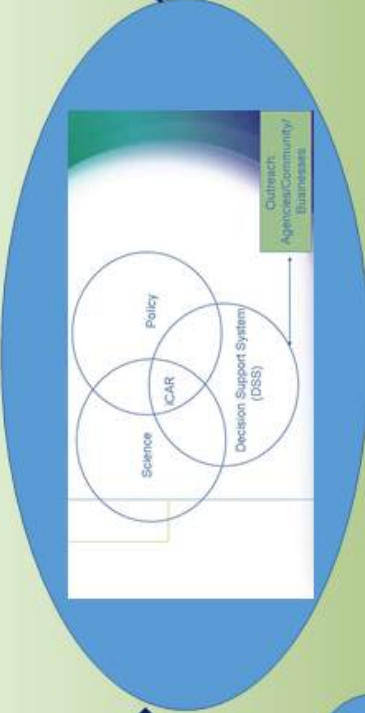 Science
Policy
iCAR
Decision Support System
(DSS)
Outreach:
Agencies/Community/
Businesses